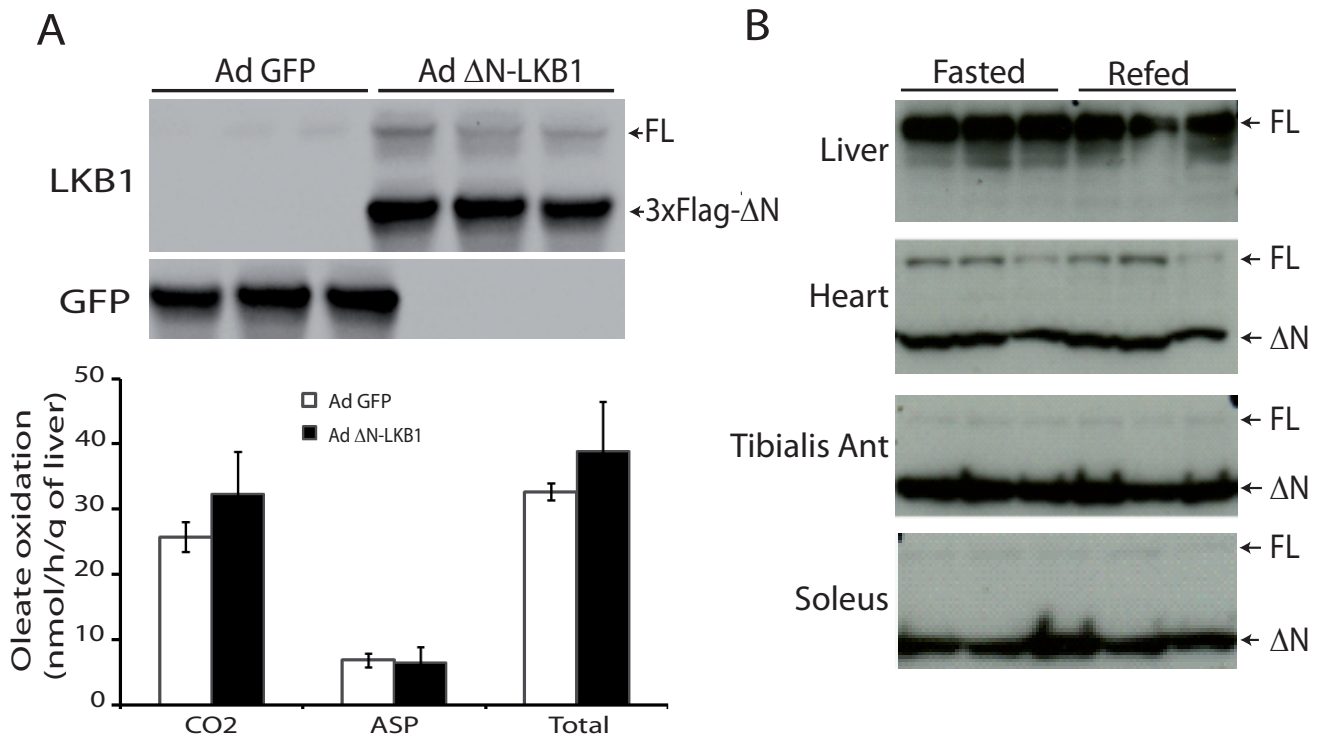 A
Ad GFP
Ad ΔN-LKB1
LKB1
FL
3xFlag-ΔN
GFP
Oleate oxidation
(nmol/h/g of liver)
50
40
30
20
10
0
Ad GFP
Ad ΔN-LKB1
CO2
ASP
Total
B
Fasted
Refed
Liver
FL
Heart
FL
ΔN
Tibialis Ant
FL
ΔN
Soleus
FL
ΔN